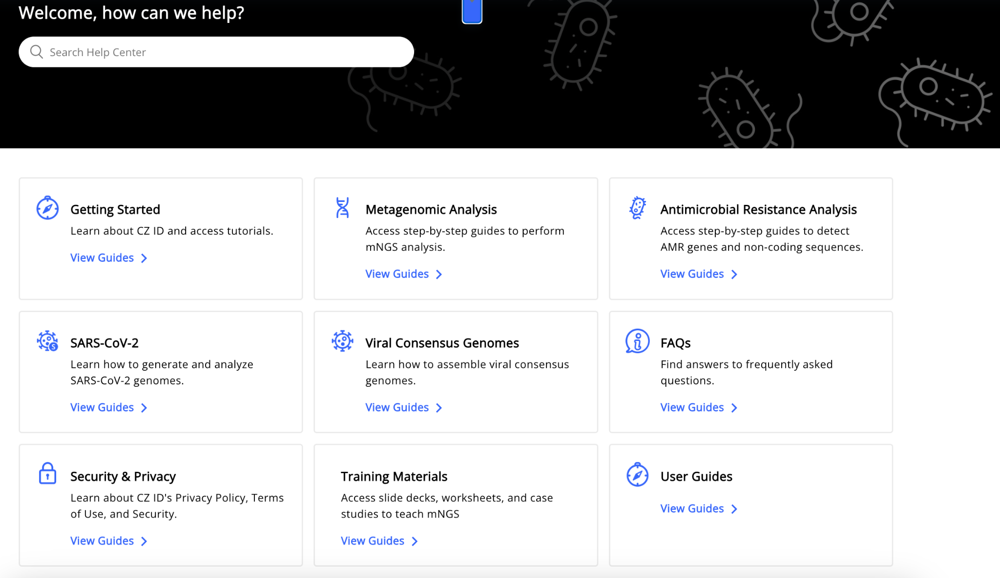 Welcome, how can we help?
Search Help Center
Getting Started
Learn about CZ ID and access tutorials.
View Guides
Metagenomic Analysis
Access step-by-step guides to perform
mNGS analysis.
View Guides
Antimicrobial Resistance Analysis
Access step-by-step guides to detect
AMR genes and non-coding sequences.
View Guides
SARS-CoV-2
Learn how to generate and analyze
SARS-CoV-2 genomes.
View Guides
Viral Consensus Genomes
Learn how to assemble viral consensus
genomes.
View Guides
FAQs
Find answers to frequently asked
questions.
View Guides
Security & Privacy
Learn about CZ ID's Privacy Policy, Terms
of Use, and Security.
View Guides
Training Materials
Access slide decks, worksheets, and case
studies to teach mNGS
View Guides
User Guides
View Guides